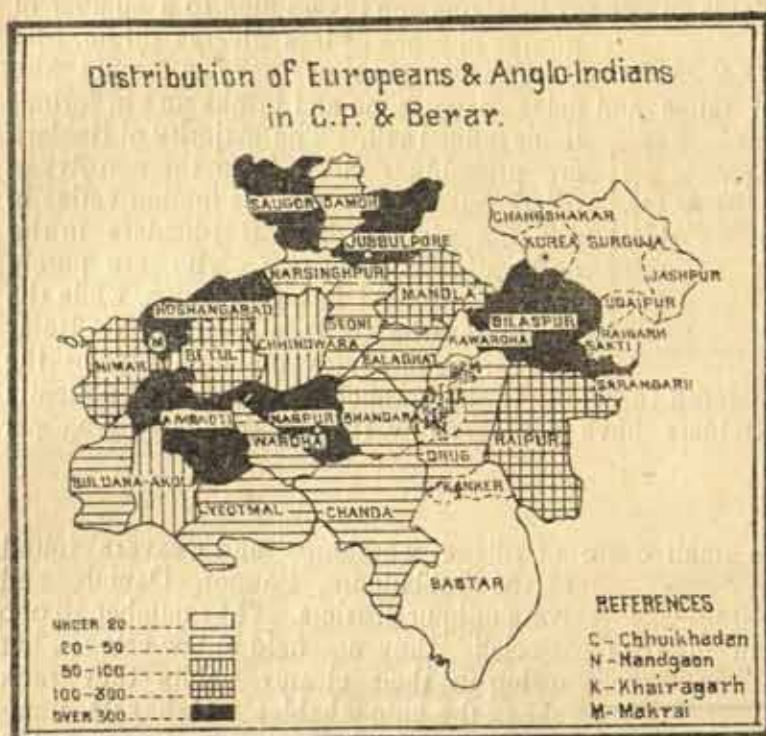 Distribution of Europeans & Anglo-Indians
in C.P. & Berar.
SAUGOR
DAMOH
JUBBULPORE
CHANGBHAKAR
KOREA
SURGUJA
JASHPUR
NARSINGHPUR
MANDLA
UDAIPUR
HOSHANGABAD
SEONI
BILASPUR
RAIGARH
SAKTI
M
NIMAR
BETUL
CHHINDWARA
BALAGHAT
KAWARDHA
SARANGARH
AMRAOTI
NAGPUR
BHANDARA
RAIPUR
WARDHA
DRUG
BULDANA
AKOLA
YEOTMAL
CHANDA
KANKER
BASTAR
REFERENCES
C - Chhuikhadan
N - Nandgaon
K - Khairagarh
M - Makrai
UNDER 20
20 - 50
50 - 100
100 - 300
OVER 300